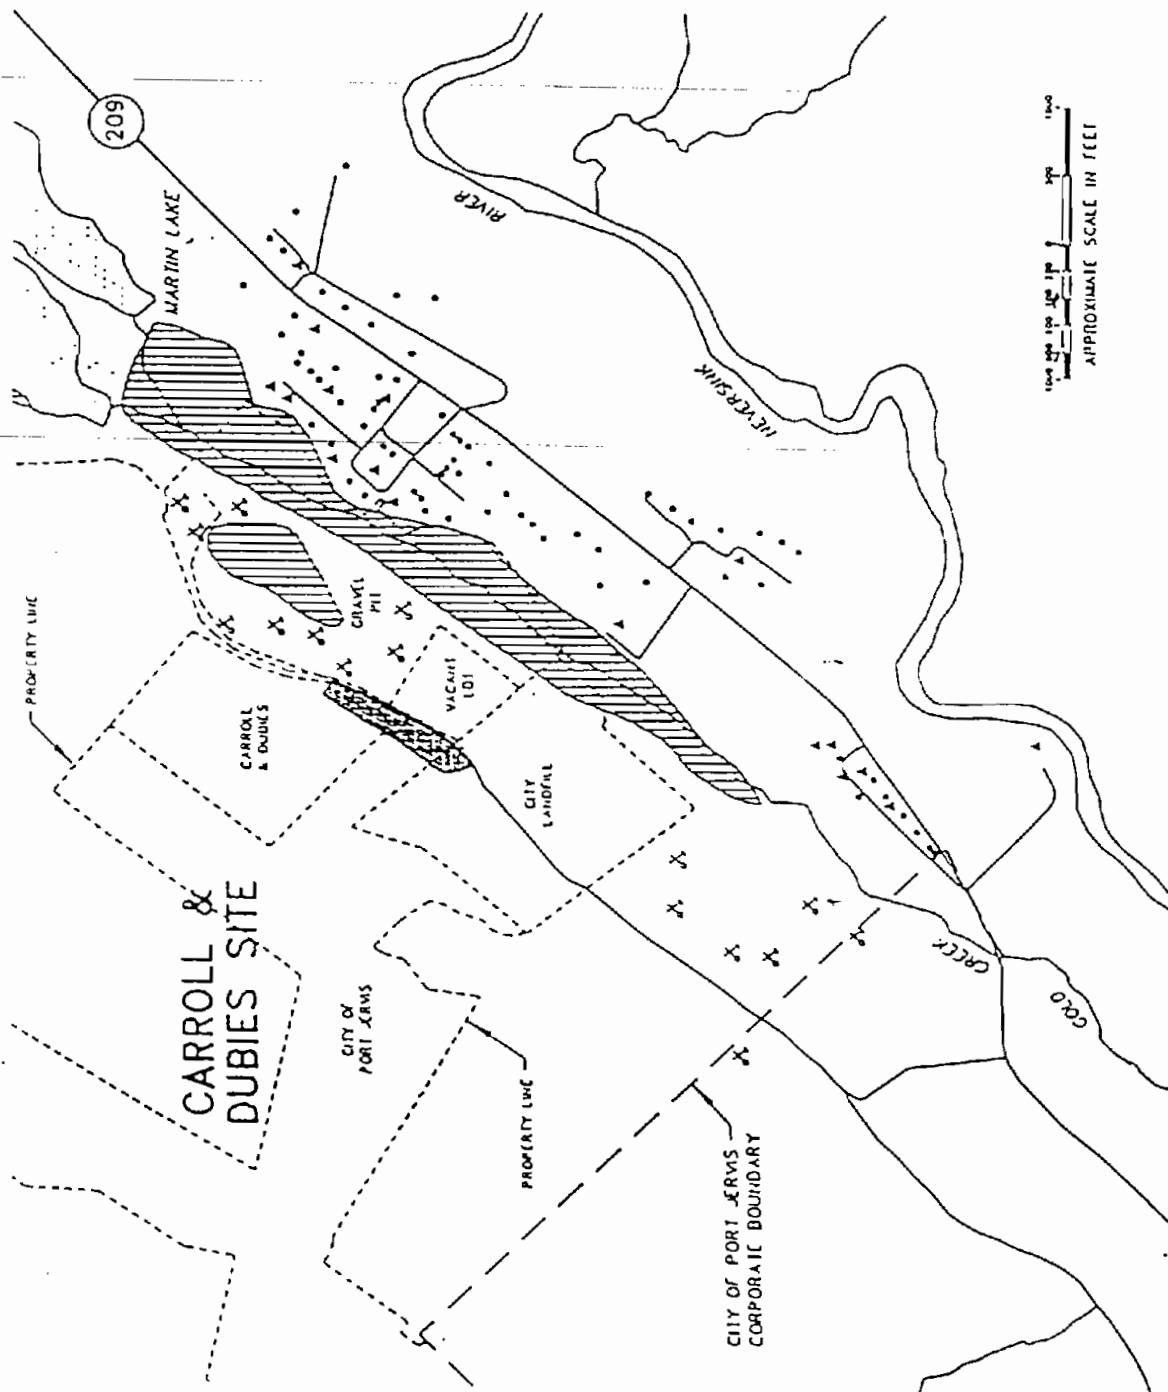 CARROLL &
DUBIES SITE
PROPERTY LINE
CARROLL
& DUBIES
CITY OF
PORT JERVIS
PROPERTY LINE
CITY OF PORT JERVIS
CORPORATE BOUNDARY
CITY
LANDFILL
VACANT
LOT
GRAVEL
PIT
MARTIN LAKE
209
NEVERSINK
RIVER
COLD
CREEK
APPROXIMATE SCALE IN FEET